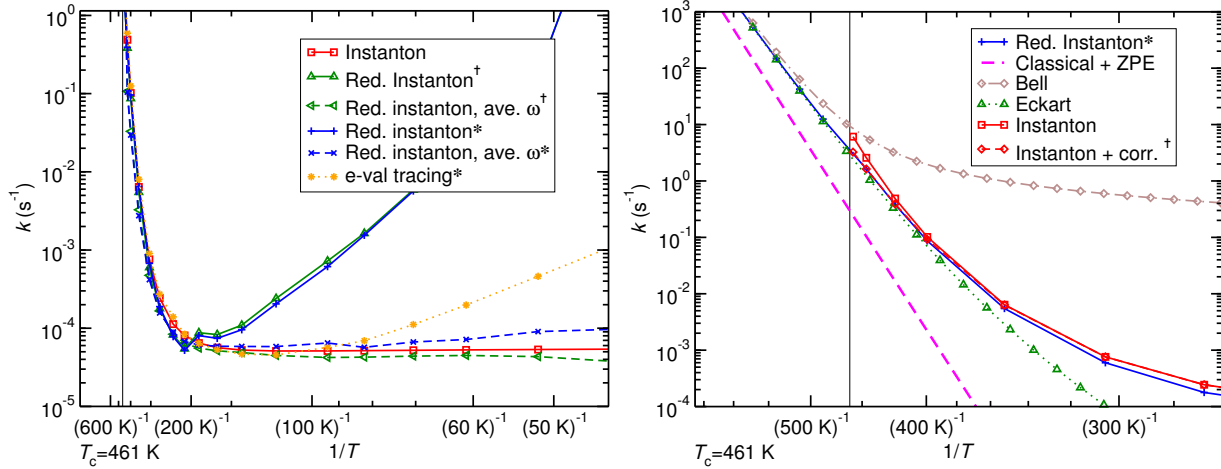 10^0
10^-1
10^-2
10^-3
10^-4
10^-5
k (s^-1)
Instanton
Red. Instanton†
Red. instanton, ave. ω†
Red. instanton*
Red. instanton, ave. ω*
e-val tracing*
(600 K)^-1
(200 K)^-1
(100 K)^-1
(60 K)^-1
(50 K)^-1
T_c=461 K
1/T
10^3
10^2
10^1
10^0
10^-1
10^-2
10^-3
10^-4
k (s^-1)
Red. Instanton*
Classical + ZPE
Bell
Eckart
Instanton
Instanton + corr.†
(500 K)^-1
(400 K)^-1
(300 K)^-1
T_c=461 K
1/T